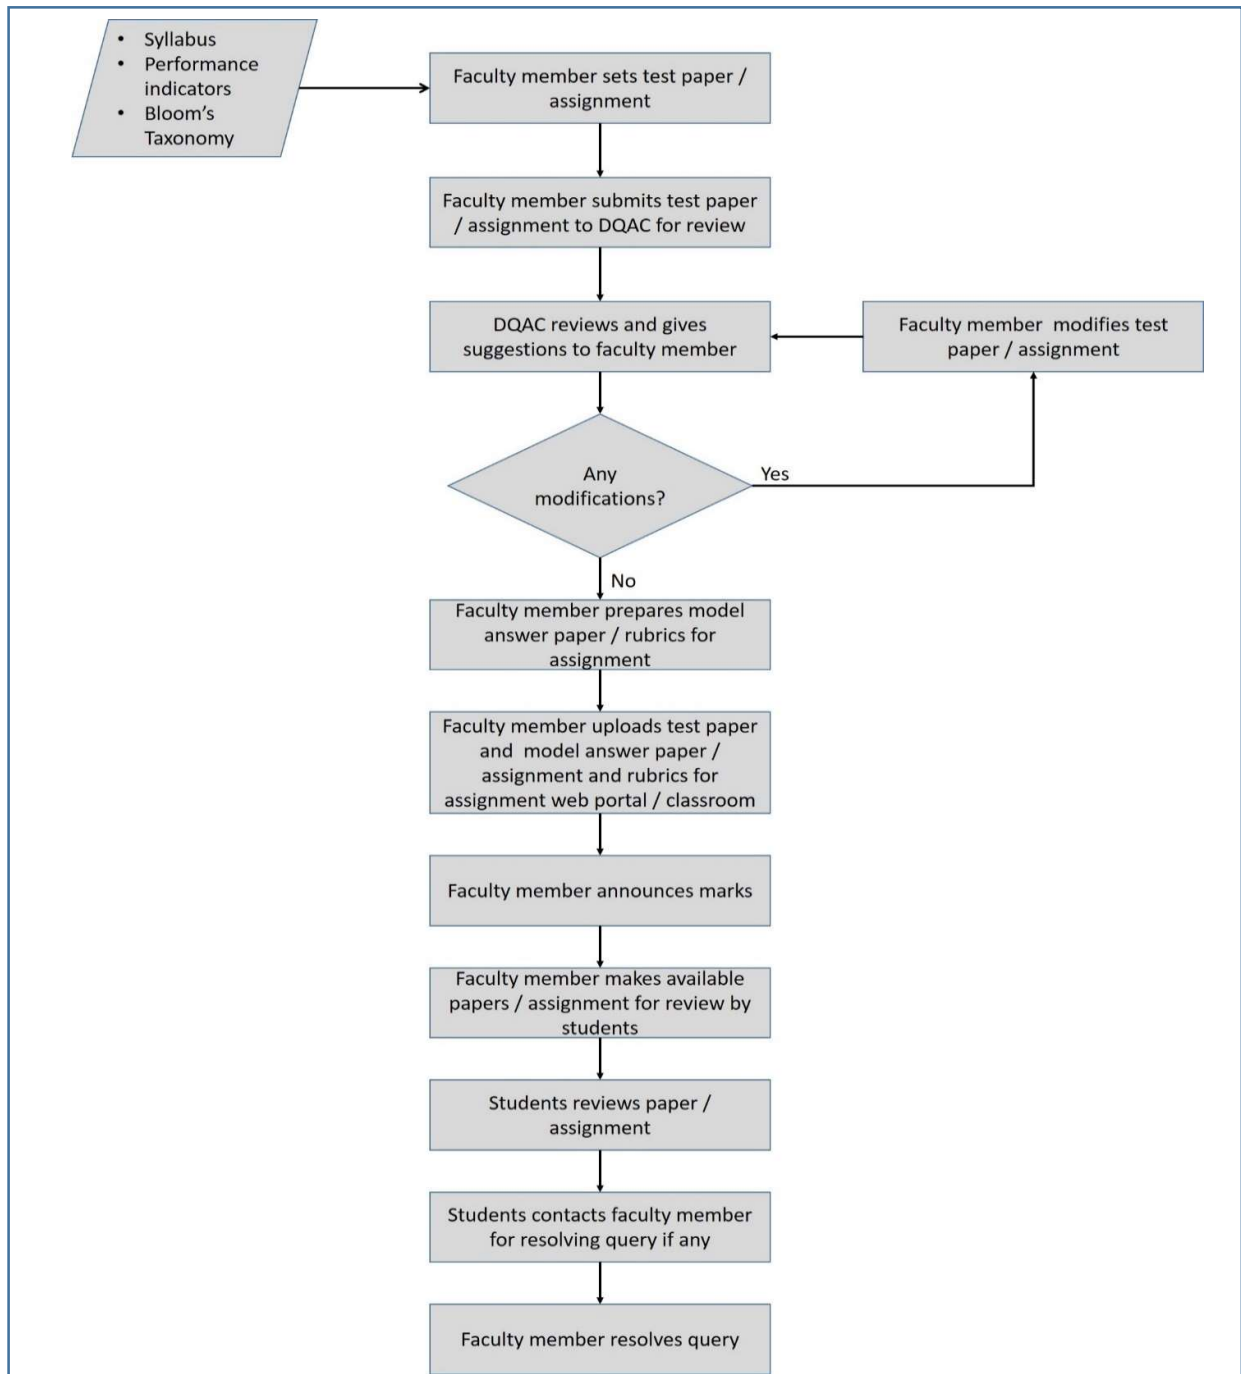 • Syllabus
• Performance
indicators
• Bloom’s
Taxonomy
Faculty member sets test paper /
assignment
Faculty member submits test paper
/ assignment to DQAC for review
DQAC reviews and gives
suggestions to faculty member
Faculty member  modifies test
paper / assignment
Any
modifications?
Yes
No
Faculty member prepares model
answer paper / rubrics for
assignment
Faculty member uploads test paper
and  model answer paper /
assignment and rubrics for
assignment web portal / classroom
Faculty member announces marks
Faculty member makes available
papers / assignment for review by
students
Students reviews paper /
assignment
Students contacts faculty member
for resolving query if any
Faculty member resolves query